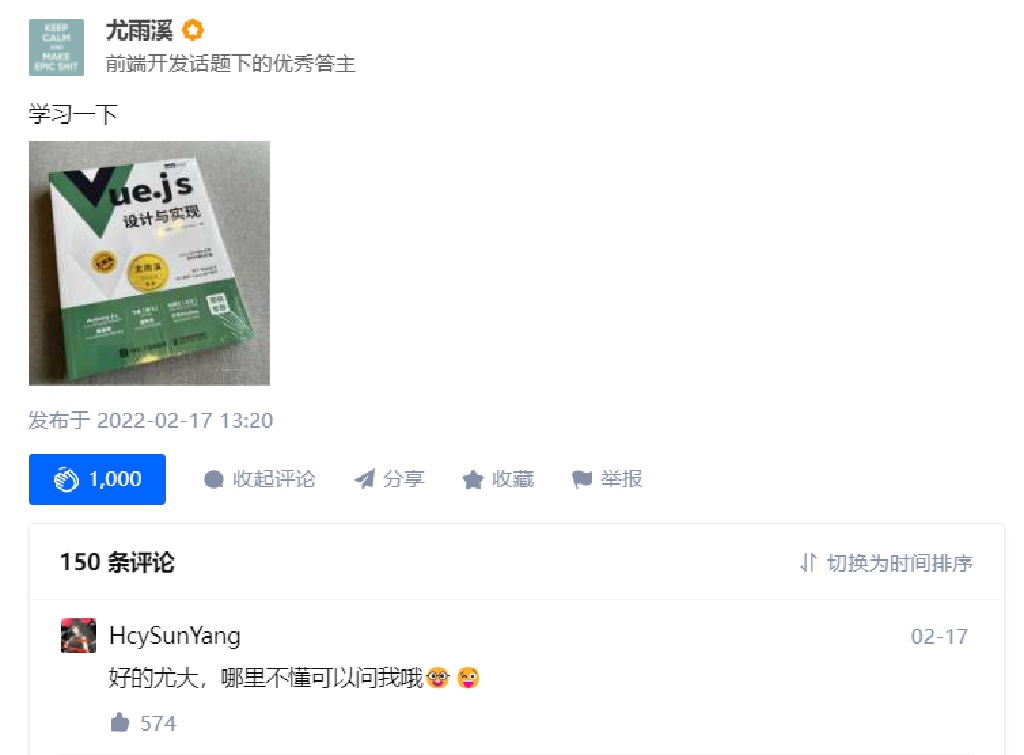 KEEP
CALM
AND
MAKE
EPIC SHIT
尤雨溪
前端开发话题下的优秀答主
学习一下
Vue.js
设计与实现
尤雨溪
发布于 2022-02-17 13:20
1,000
收起评论
分享
收藏
举报
150 条评论
切换为时间排序
HcySunYang
02-17
好的尤大，哪里不懂可以问我哦🤓😜
574